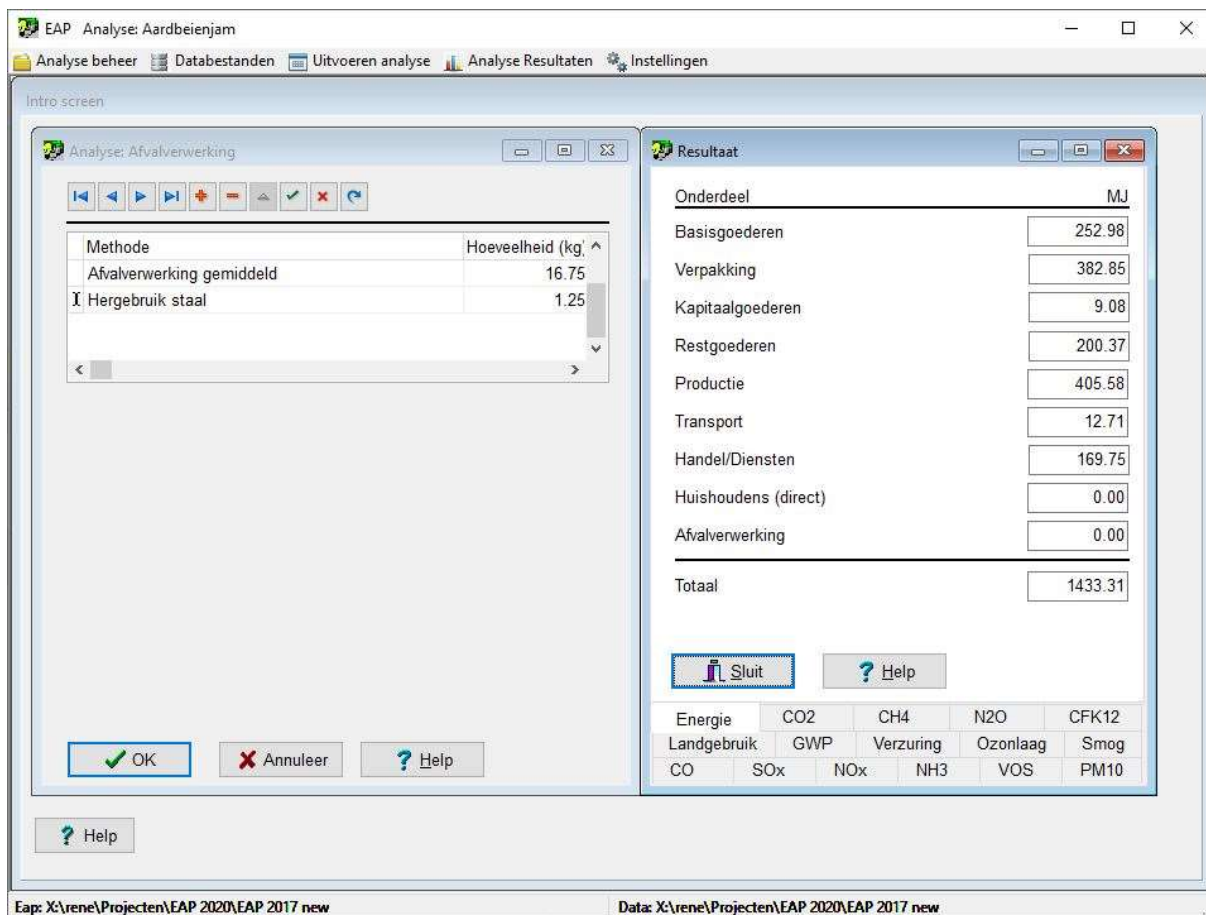 EAP Analyse: Aardbeienjam
Analyse beheer Databestanden Uitvoeren analyse Analyse Resultaten Instellingen
Intro screen
Analyse: Afvalverwerking
Methode Hoeveelheid (kg)
Afvalverwerking gemiddeld 16.75
Hergebruik staal 1.25
OK Annuleer ? Help
Resultaat
Onderdeel MJ
Basisgoederen 252.98
Verpakking 382.85
Kapitaalgoederen 9.08
Restgoederen 200.37
Productie 405.58
Transport 12.71
Handel/Diensten 169.75
Huishoudens (direct) 0.00
Afvalverwerking 0.00
Totaal 1433.31
Sluit ? Help
Energie CO2 CH4 N2O CFK12
Landgebruik GWP Verzuring Ozonlaag Smog
CO SOx NOx NH3 VOS PM10
? Help
Eap: X:\rene\Projecten\EAP 2020\EAP 2017 new Data: X:\rene\Projecten\EAP 2020\EAP 2017 new